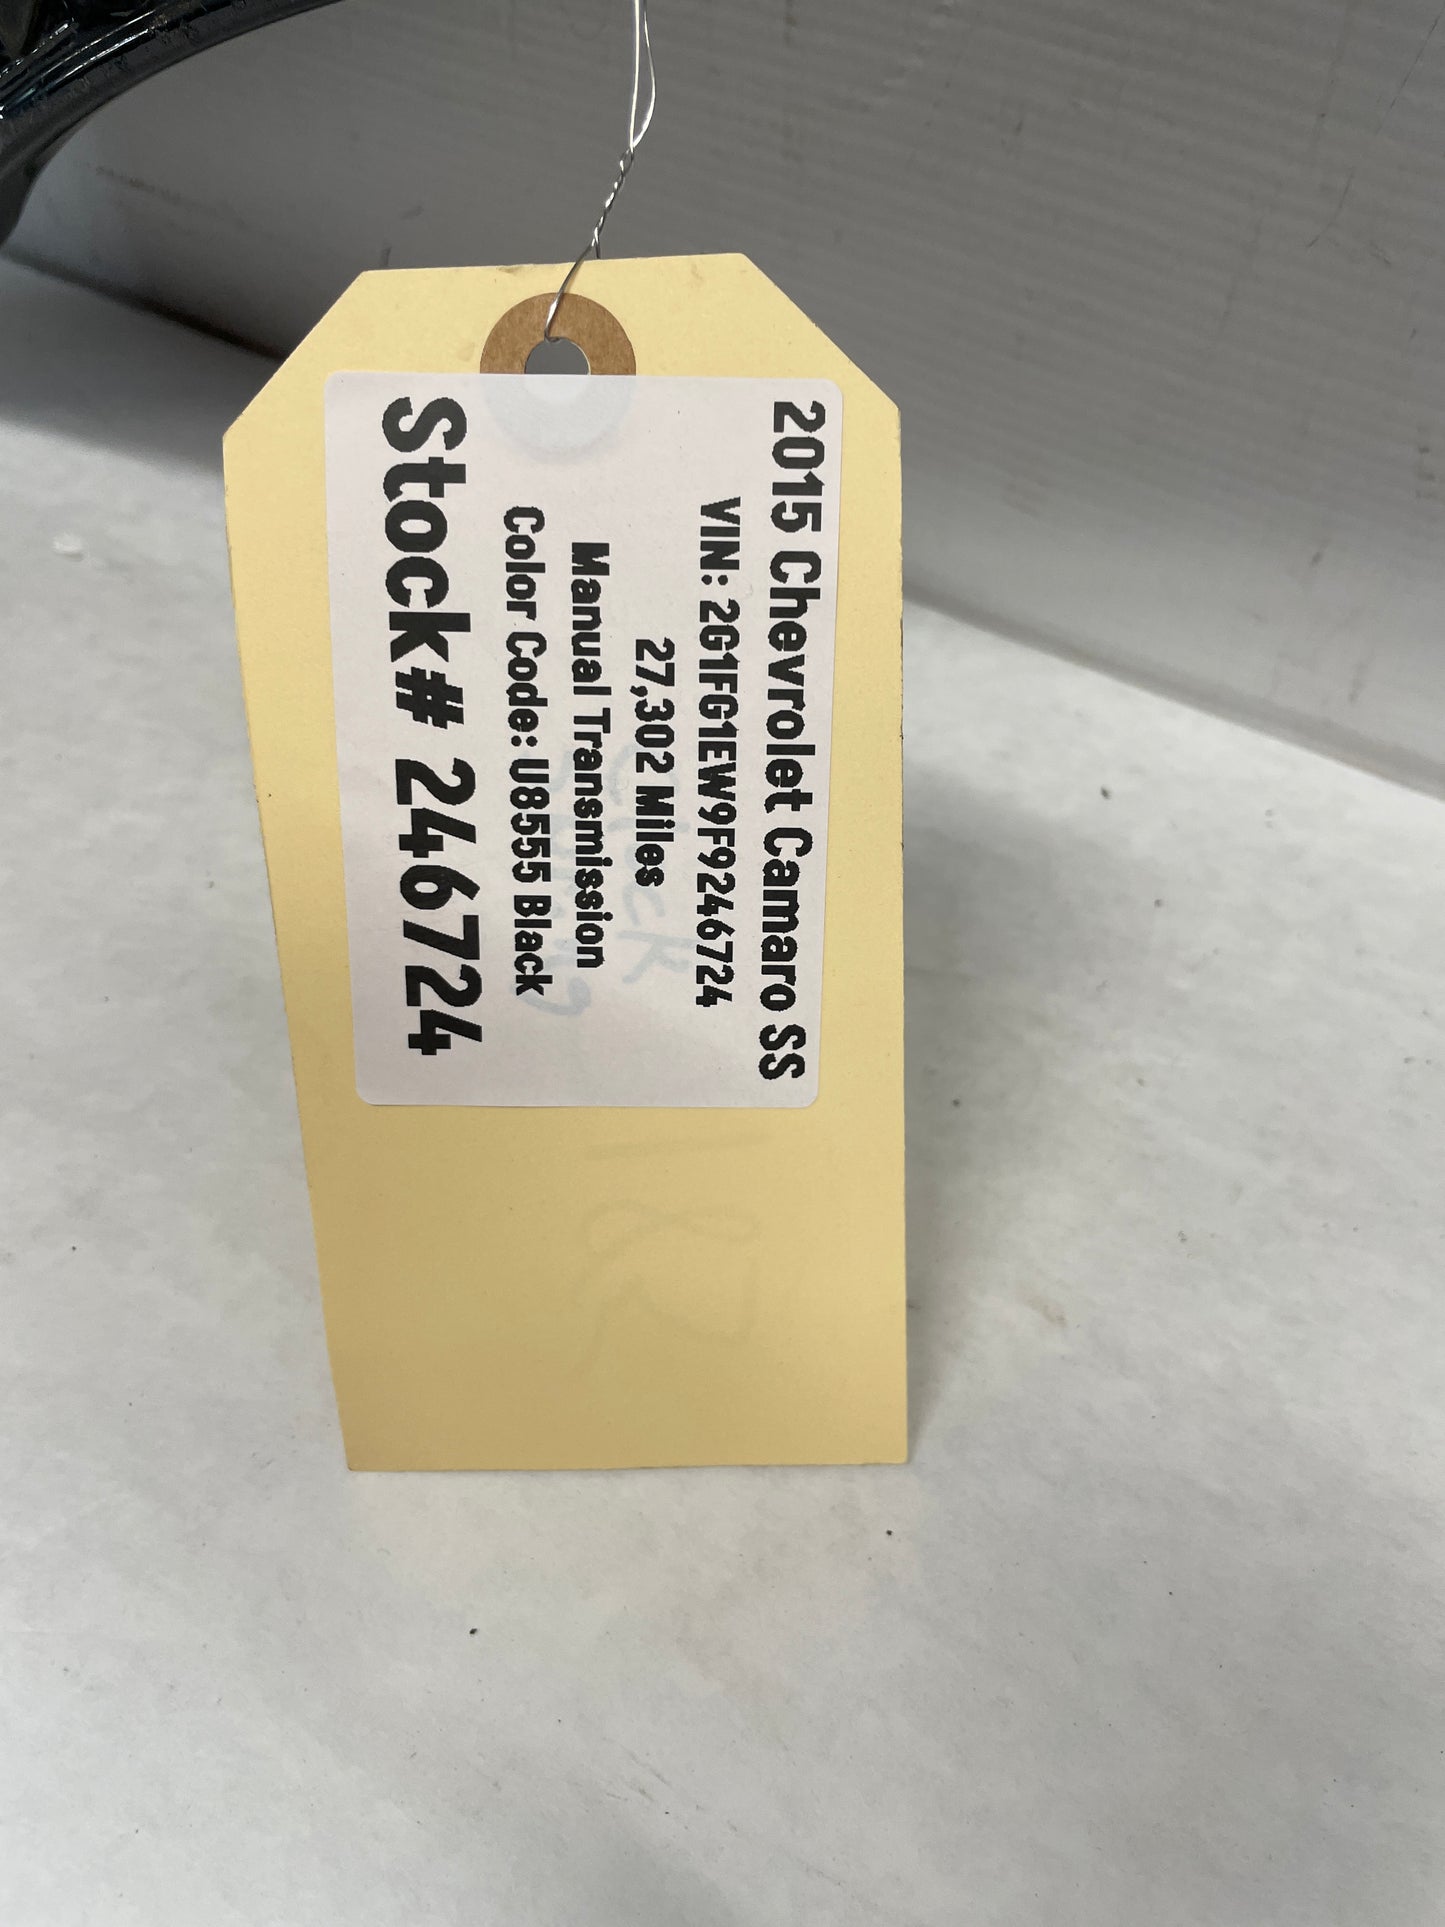 2015 Chevrolet Camaro SS
VIN: 2G1FG1EW9F9246724
27,302 Miles
Manual Transmission
Color Code: U8555 Black
Stock# 246724